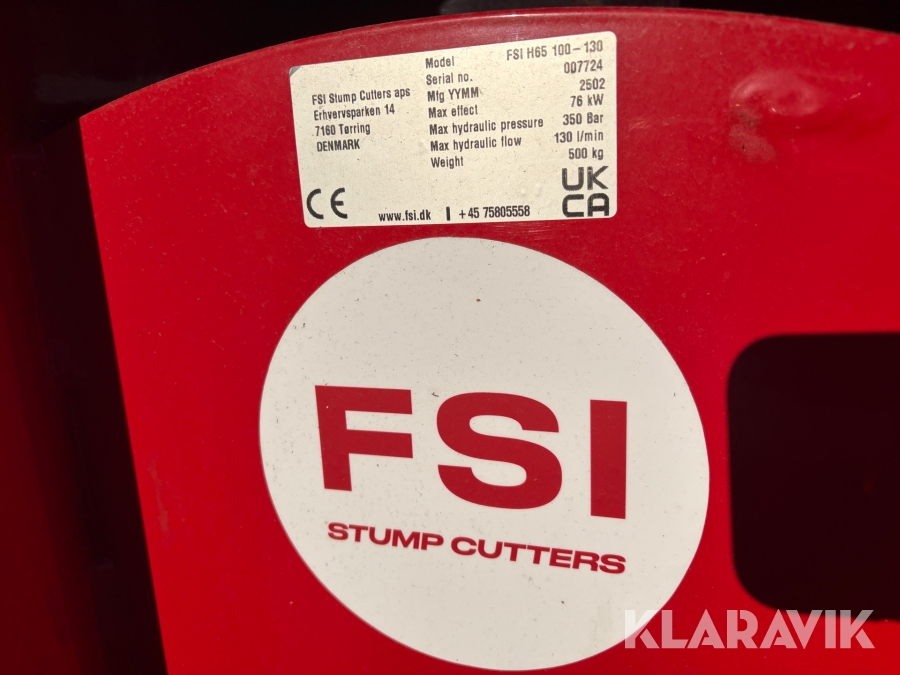 FSI Stump Cutters aps
Erhvervsparken 14
7160 Tørring
DENMARK
Model FSI H65 100-130
Serial no. 007724
Mfg YYMM 2502
Max effect 76 kW
Max hydraulic pressure 350 Bar
Max hydraulic flow 130 l/min
Weight 500 kg
CE
www.fsi.dk | +45 75805558
UK
CA
FSI
STUMP CUTTERS
KLARAVIK